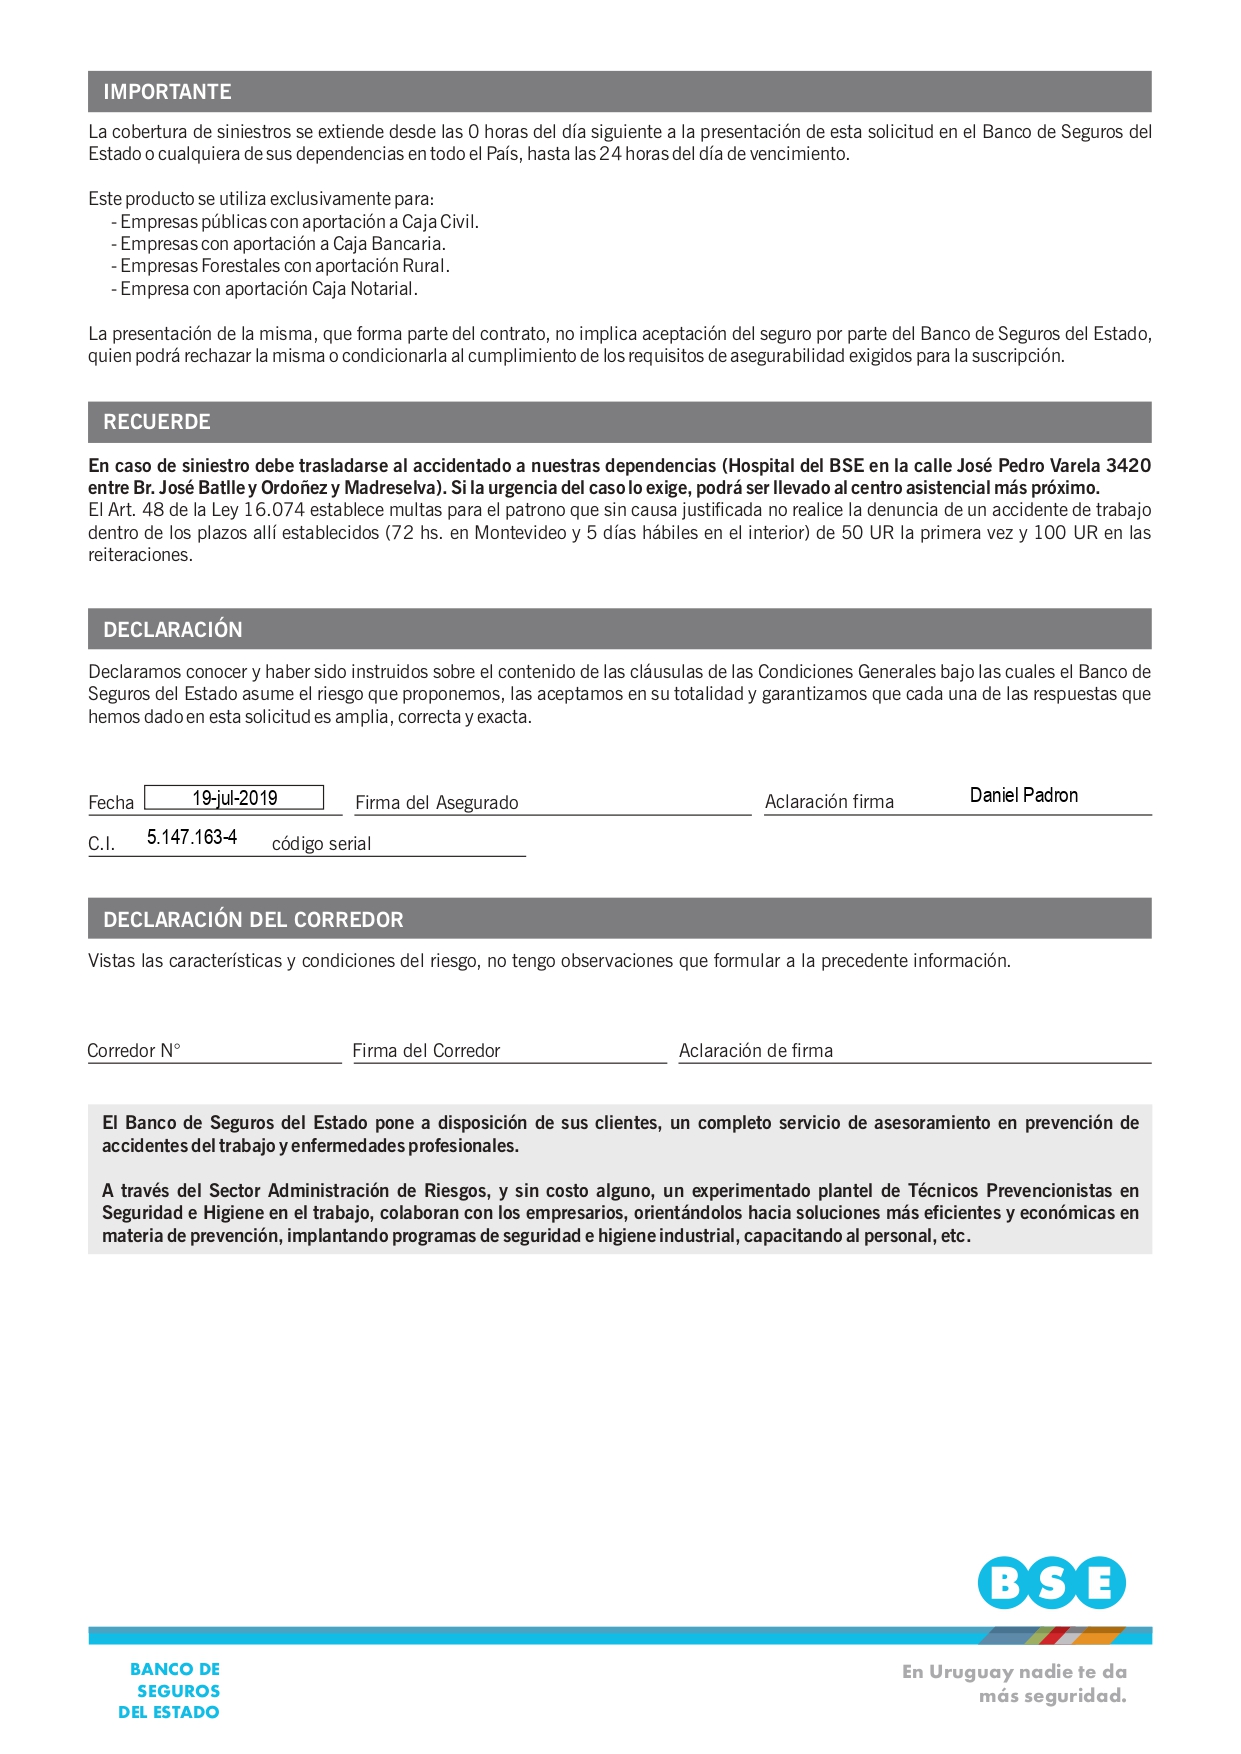 IMPORTANTE
La cobertura de siniestros se extiende desde las 0 horas del día siguiente a la presentación de esta solicitud en el Banco de Seguros del
Estado o cualquiera de sus dependencias en todo el País, hasta las 24 horas del día de vencimiento.
Este producto se utiliza exclusivamente para:
- Empresas públicas con aportación a Caja Civil.
- Empresas con aportación a Caja Bancaria.
- Empresas Forestales con aportación Rural.
- Empresa con aportación Caja Notarial.
La presentación de la misma, que forma parte del contrato, no implica aceptación del seguro por parte del Banco de Seguros del Estado,
quien podrá rechazar la misma o condicionarla al cumplimiento de los requisitos de asegurabilidad exigidos para la suscripción.
RECUERDE
En caso de siniestro debe trasladarse al accidentado a nuestras dependencias (Hospital del BSE en la calle José Pedro Varela 3420
entre Br. José Batlle y Ordoñez y Madreselva). Si la urgencia del caso lo exige, podrá ser llevado al centro asistencial más próximo.
El Art. 48 de la Ley 16.074 establece multas para el patrono que sin causa justificada no realice la denuncia de un accidente de trabajo
dentro de los plazos allí establecidos (72 hs. en Montevideo y 5 días hábiles en el interior) de 50 UR la primera vez y 100 UR en las
reiteraciones.
DECLARACIÓN
Declaramos conocer y haber sido instruidos sobre el contenido de las cláusulas de las Condiciones Generales bajo las cuales el Banco de
Seguros del Estado asume el riesgo que proponemos, las aceptamos en su totalidad y garantizamos que cada una de las respuestas que
hemos dado en esta solicitud es amplia, correcta y exacta.
Fecha 19-jul-2019 Firma del Asegurado Aclaración firma Daniel Padron
C.I. 5.147.163-4 código serial
DECLARACIÓN DEL CORREDOR
Vistas las características y condiciones del riesgo, no tengo observaciones que formular a la precedente información.
Corredor N° Firma del Corredor Aclaración de firma
El Banco de Seguros del Estado pone a disposición de sus clientes, un completo servicio de asesoramiento en prevención de
accidentes del trabajo y enfermedades profesionales.
A través del Sector Administración de Riesgos, y sin costo alguno, un experimentado plantel de Técnicos Prevencionistas en
Seguridad e Higiene en el trabajo, colaboran con los empresarios, orientándolos hacia soluciones más eficientes y económicas en
materia de prevención, implantando programas de seguridad e higiene industrial, capacitando al personal, etc.
BSE
BANCO DE
SEGUROS
DEL ESTADO
En Uruguay nadie te da
más seguridad.